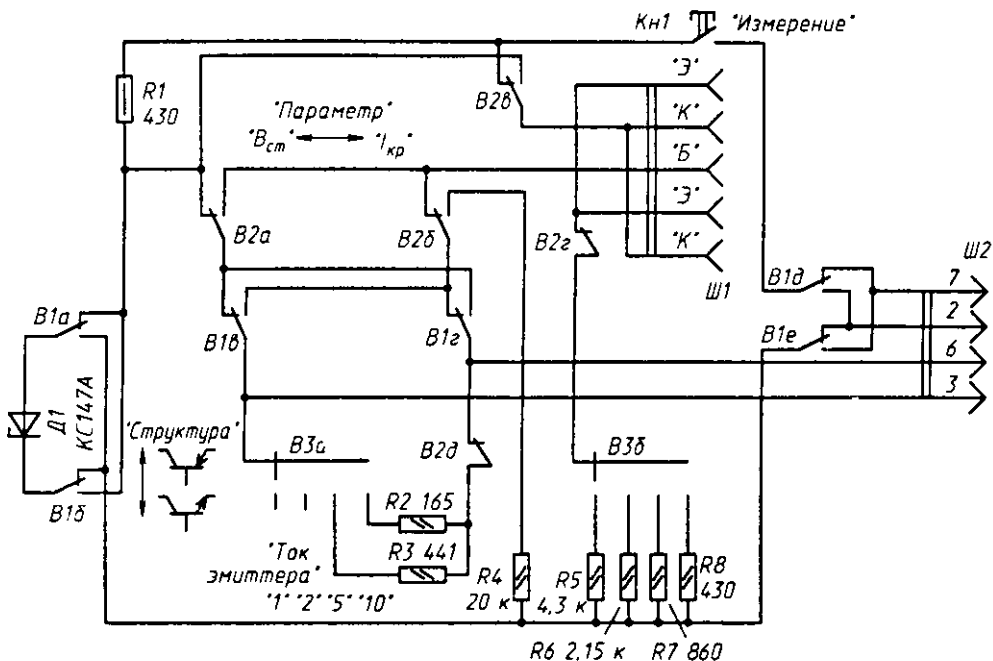 Кн1 "Измерение"
R1
430
"Параметр"
"Вст" "Iкр"
В2в
"Э"
"К"
"Б"
"Э"
"К"
Ш1
В2а
В2б
В2г
В1д
Ш2
7
2
6
3
В1е
В1а
В1в
В1г
Д1
КС147А
"Структура"
В1б
В3а
В2д
В3б
R2 165
R3 441
"Ток
эмиттера"
"1" "2" "5" "10"
R4
20 к
R5
4,3 к
R8
430
R6 2,15 к
R7 860